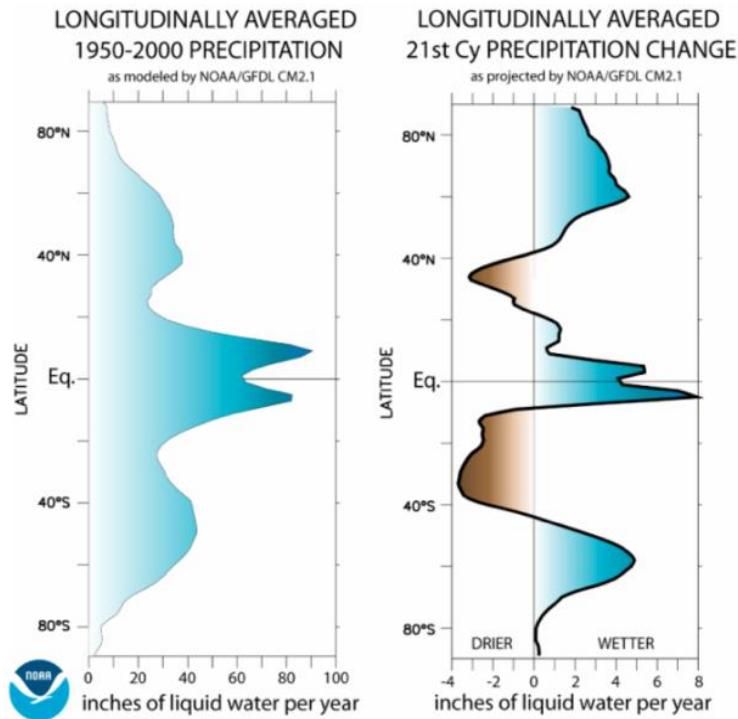 LONGITUDINALLY AVERAGED
1950-2000 PRECIPITATION
as modeled by NOAA/GFDL CM2.1
80°N
40°N
Eq.
40°S
80°S
LATITUDE
0 20 40 60 80 100
inches of liquid water per year
NOAA
LONGITUDINALLY AVERAGED
21st Cy PRECIPITATION CHANGE
as projected by NOAA/GFDL CM2.1
80°N
40°N
Eq.
40°S
80°S
LATITUDE
DRIER WETTER
-4 -2 0 2 4 6 8
inches of liquid water per year